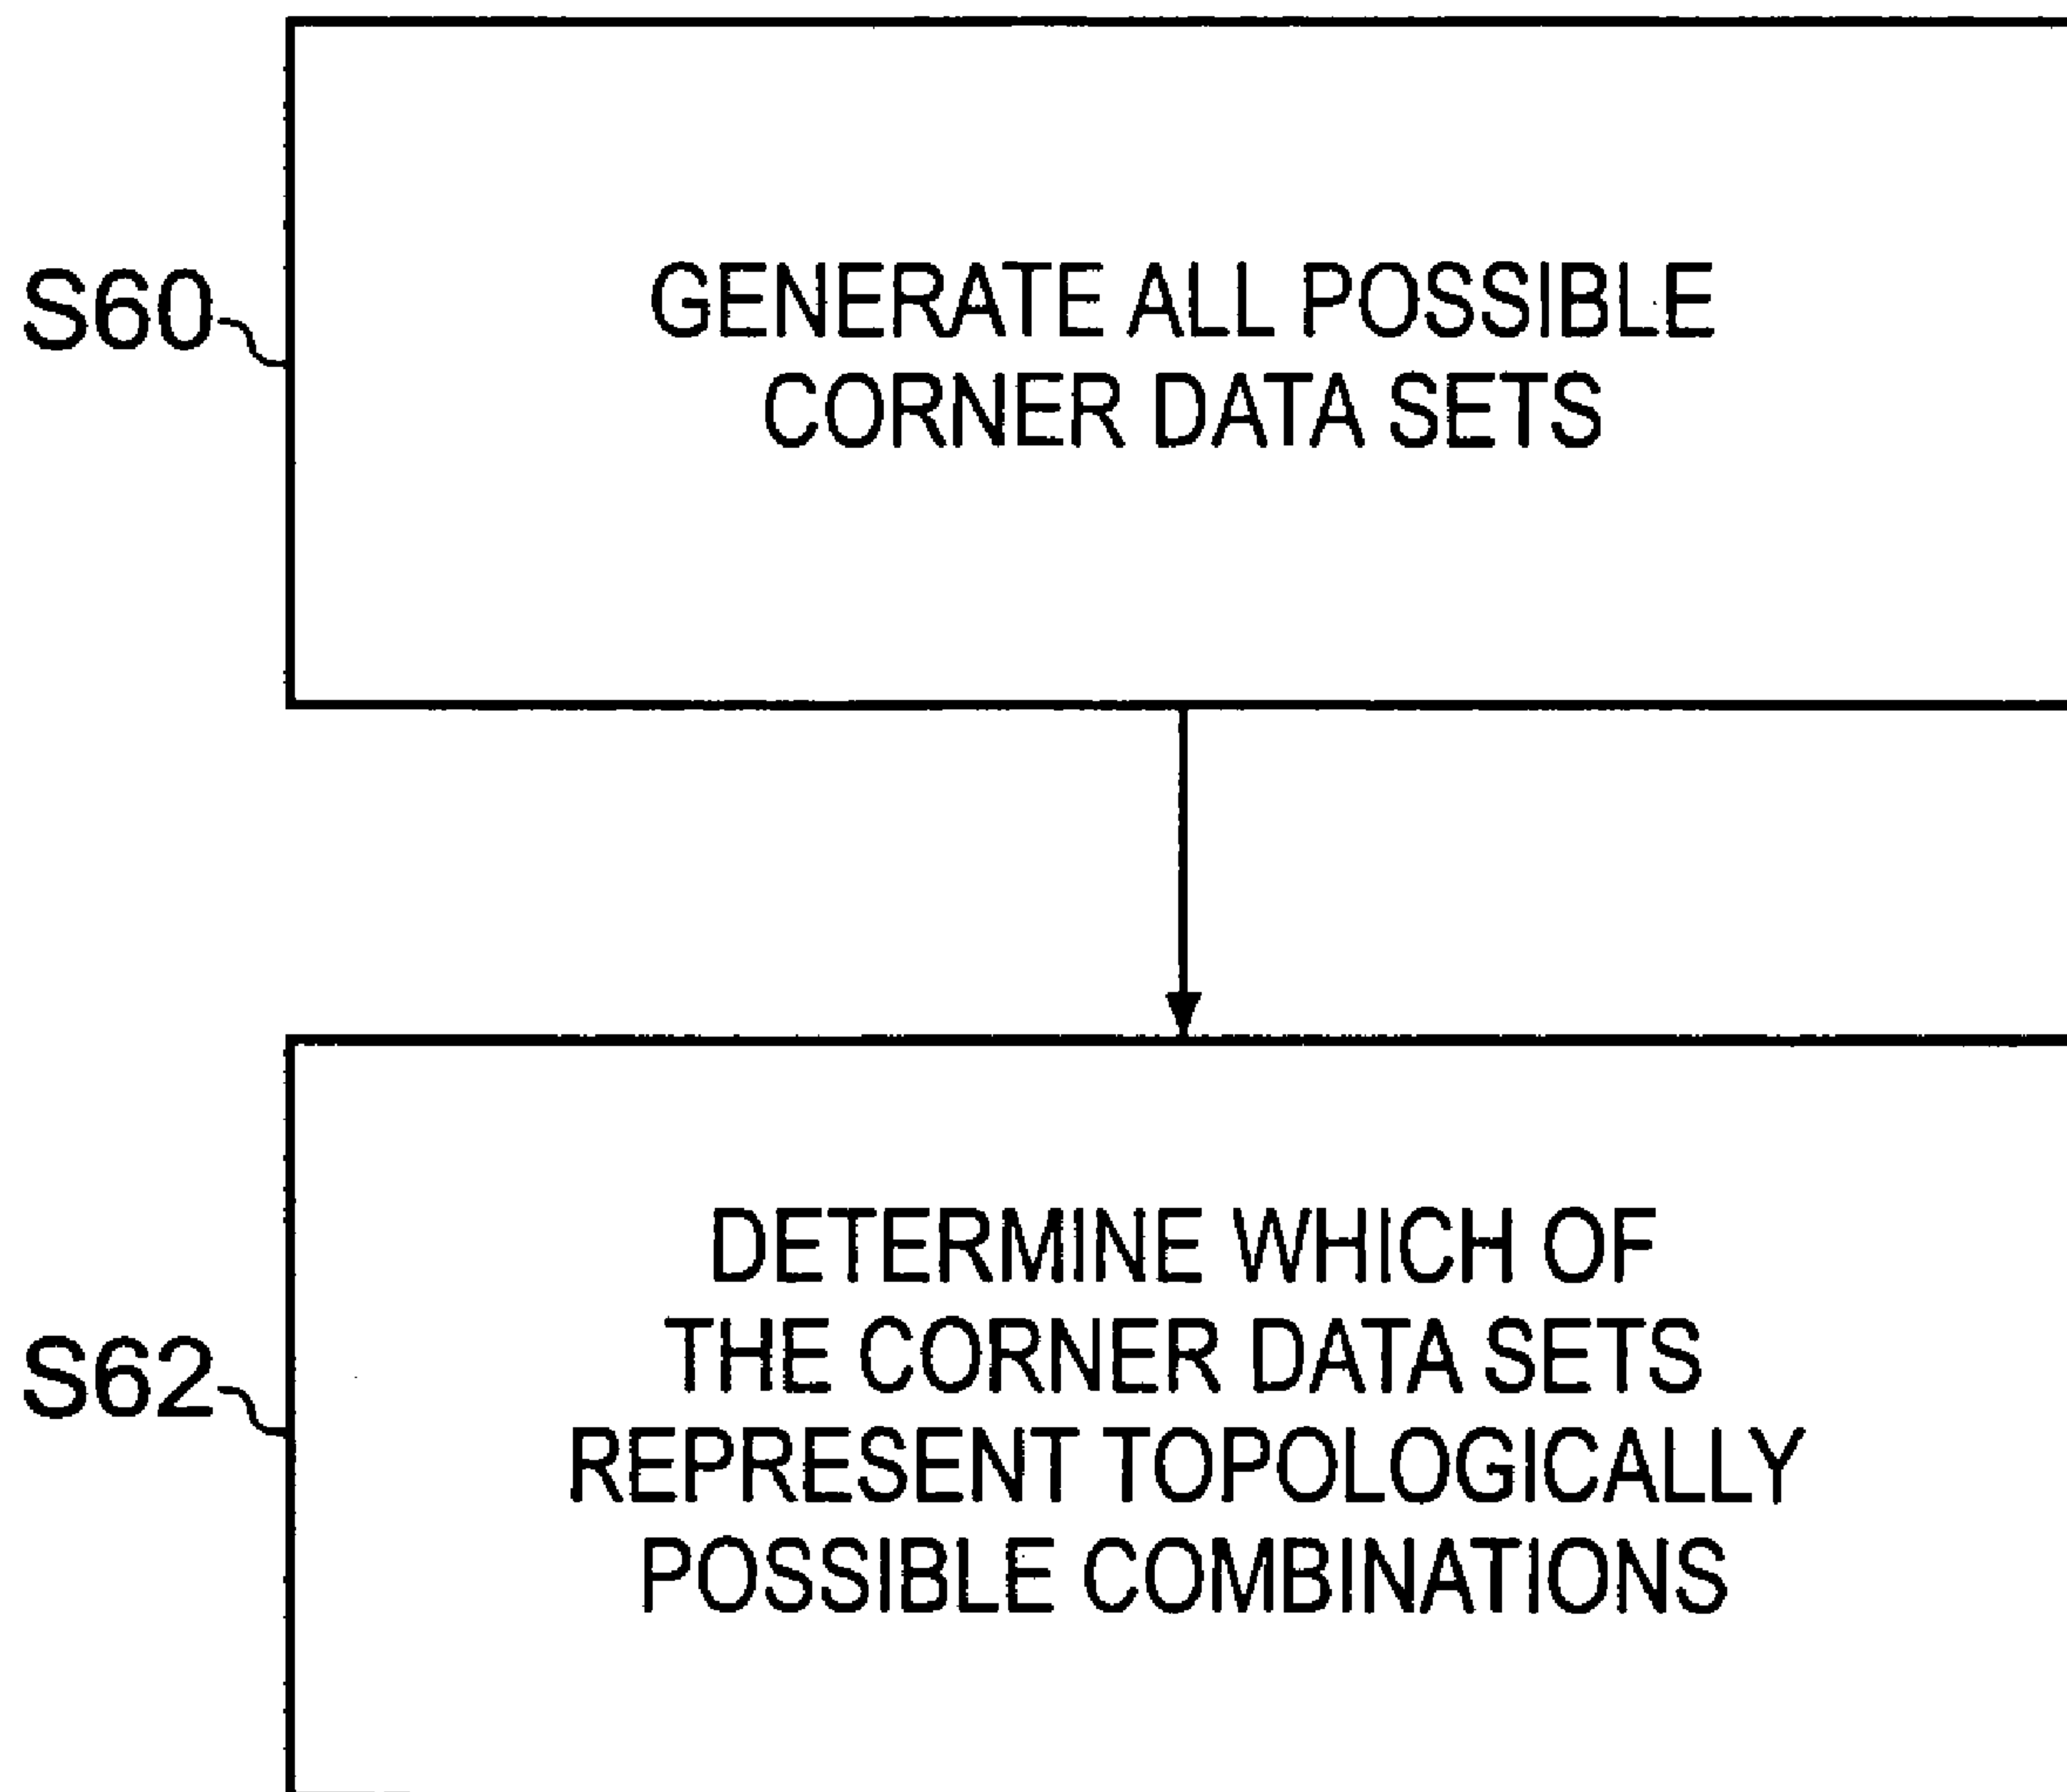 S60
GENERATE ALL POSSIBLE
CORNER DATA SETS
S62
DETERMINE WHICH OF
THE CORNER DATA SETS
REPRESENT TOPOLOGICALLY
POSSIBLE COMBINATIONS